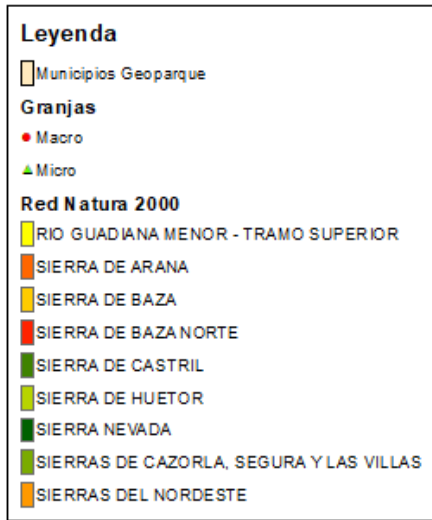 Leyenda
Municipios Geoparque
Granjas
Macro
Micro
Red Natura 2000
RIO GUADIANA MENOR - TRAMO SUPERIOR
SIERRA DE ARANA
SIERRA DE BAZA
SIERRA DE BAZA NORTE
SIERRA DE CASTRIL
SIERRA DE HUETOR
SIERRA NEVADA
SIERRAS DE CAZORLA, SEGURA Y LAS VILLAS
SIERRAS DEL NORDESTE